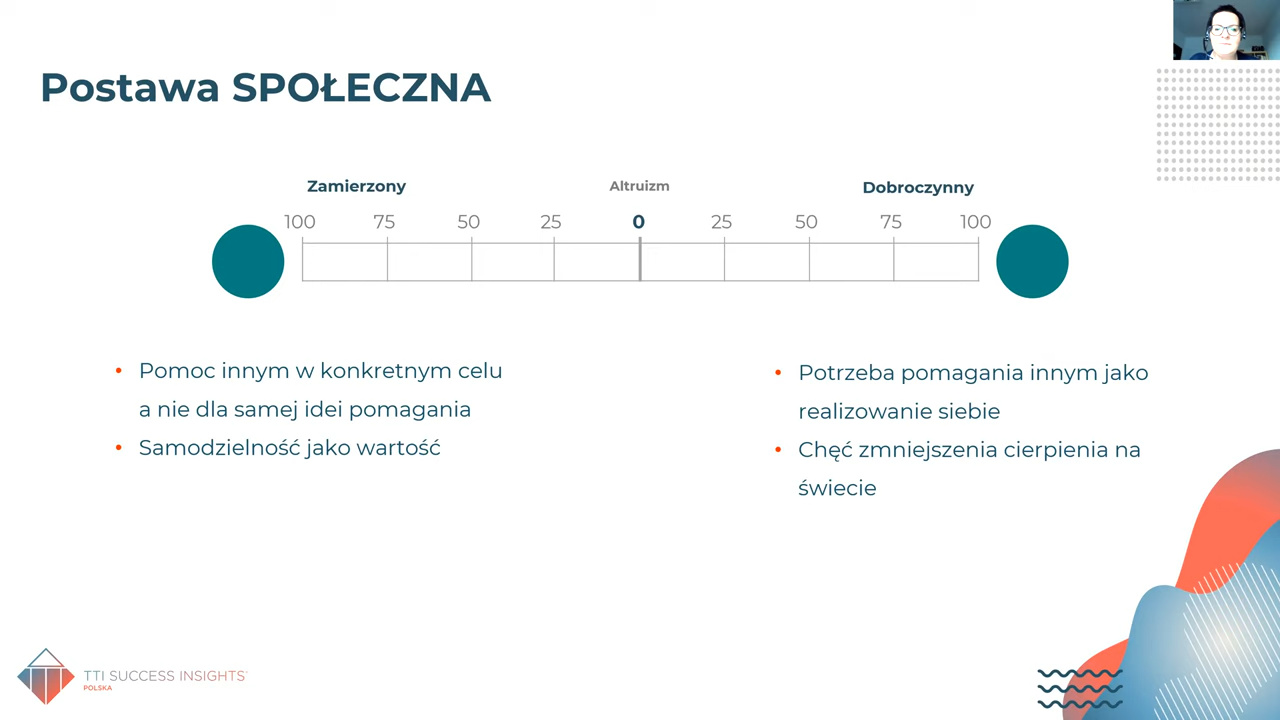 Postawa SPOŁECZNA
Zamierzony Altruizm Dobroczynny
100 75 50 25 0 25 50 75 100
• Pomoc innym w konkretnym celu
a nie dla samej idei pomagania
• Samodzielność jako wartość
• Potrzeba pomagania innym jako
realizowanie siebie
• Chęć zmniejszenia cierpienia na
świecie
TTI SUCCESS INSIGHTS
POLSKA